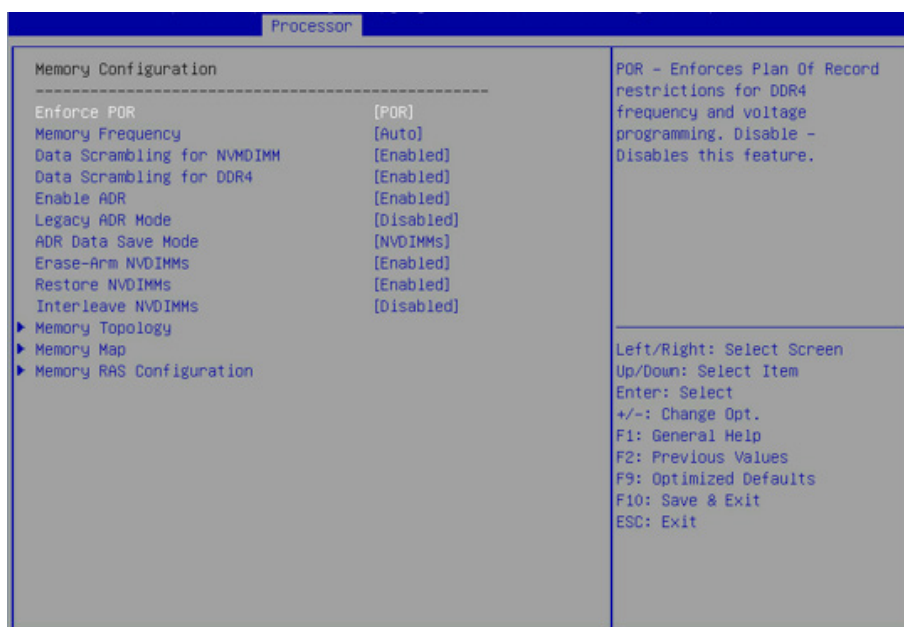 Processor
Memory Configuration
----------------------------------------------------
Enforce POR [POR]
Memory Frequency [Auto]
Data Scrambling for NVMDIMM [Enabled]
Data Scrambling for DDR4 [Enabled]
Enable ADR [Enabled]
Legacy ADR Mode [Disabled]
ADR Data Save Mode [NVDIMMs]
Erase-Arm NVDIMMs [Enabled]
Restore NVDIMMs [Enabled]
Interleave NVDIMMs [Disabled]
Memory Topology
Memory Map
Memory RAS Configuration
POR - Enforces Plan Of Record
restrictions for DDR4
frequency and voltage
programming. Disable -
Disables this feature.
Left/Right: Select Screen
Up/Down: Select Item
Enter: Select
+/-: Change Opt.
F1: General Help
F2: Previous Values
F9: Optimized Defaults
F10: Save & Exit
ESC: Exit